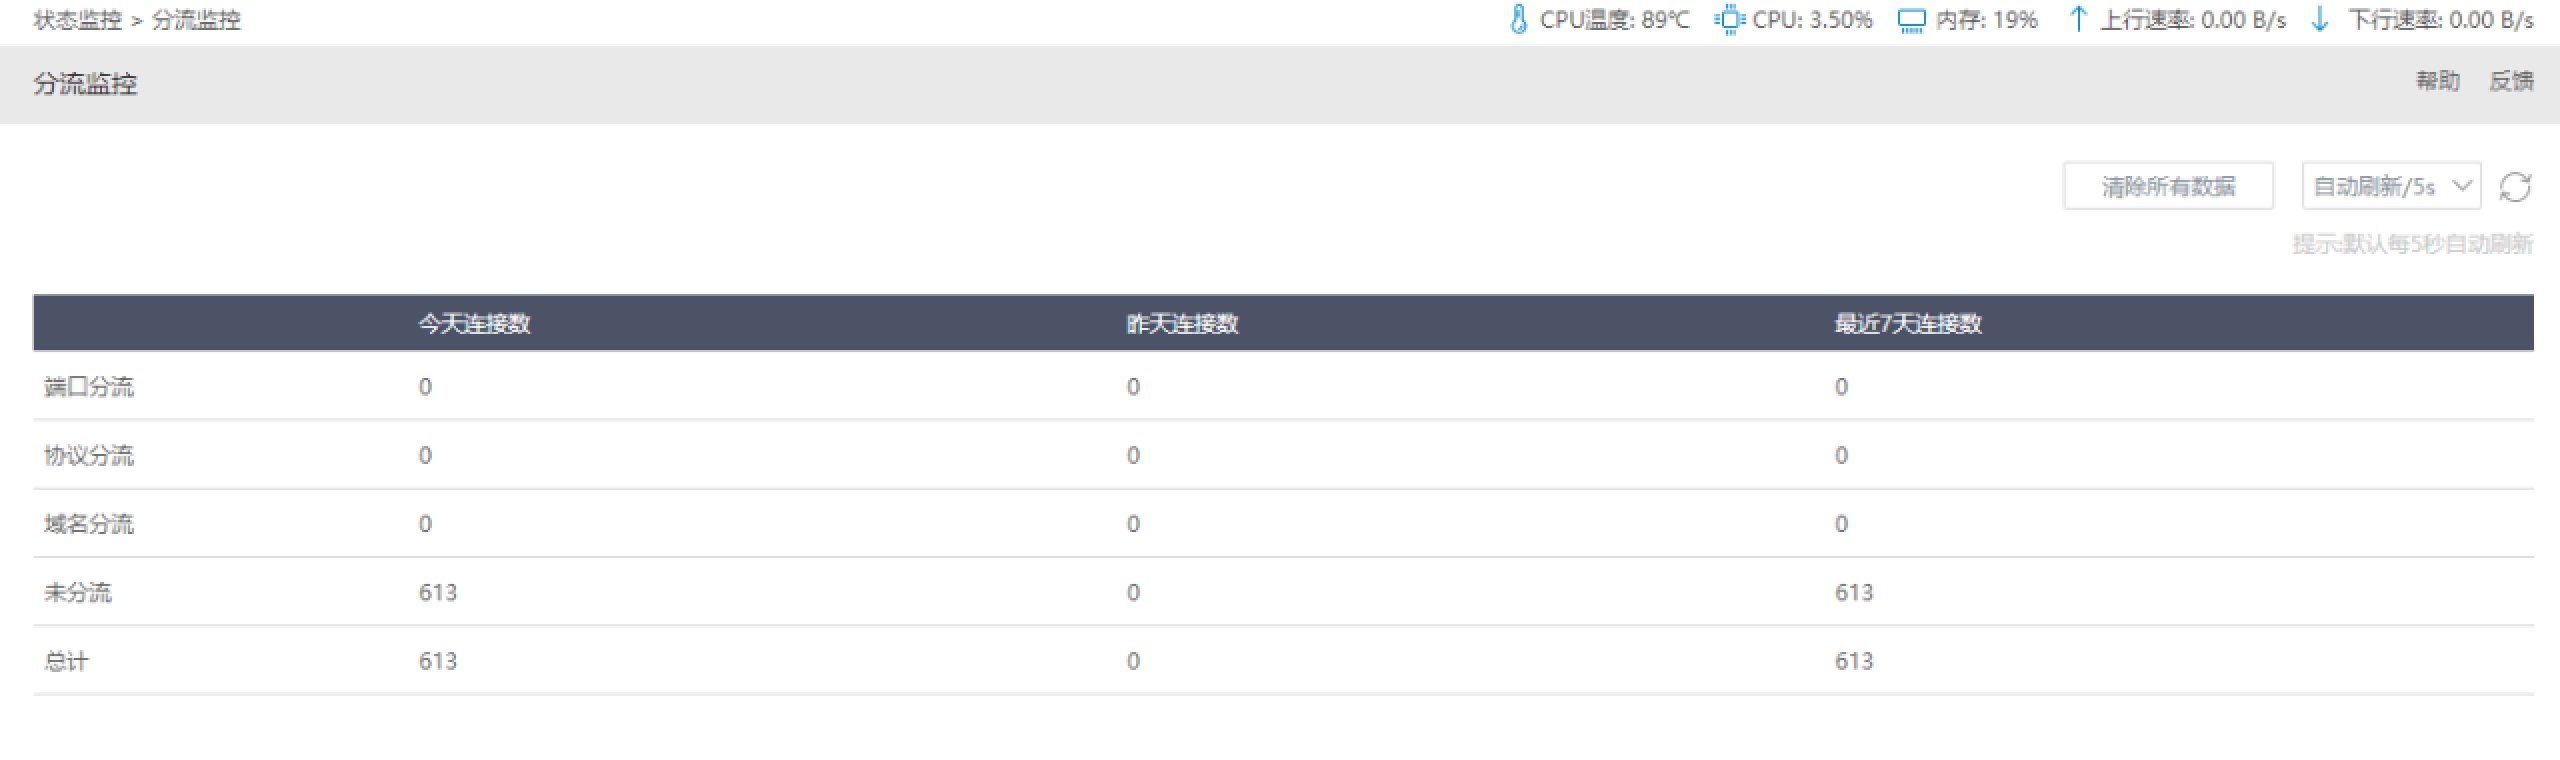 状态监控 > 分流监控 CPU温度: 89℃ CPU: 3.50% 内存: 19% 上行速率: 0.00 B/s 下行速率: 0.00 B/s
分流监控 帮助 反馈
清除所有数据 自动刷新/5s
提示:默认每5秒自动刷新
今天连接数 昨天连接数 最近7天连接数
端口分流 0 0 0
协议分流 0 0 0
域名分流 0 0 0
未分流 613 0 613
总计 613 0 613